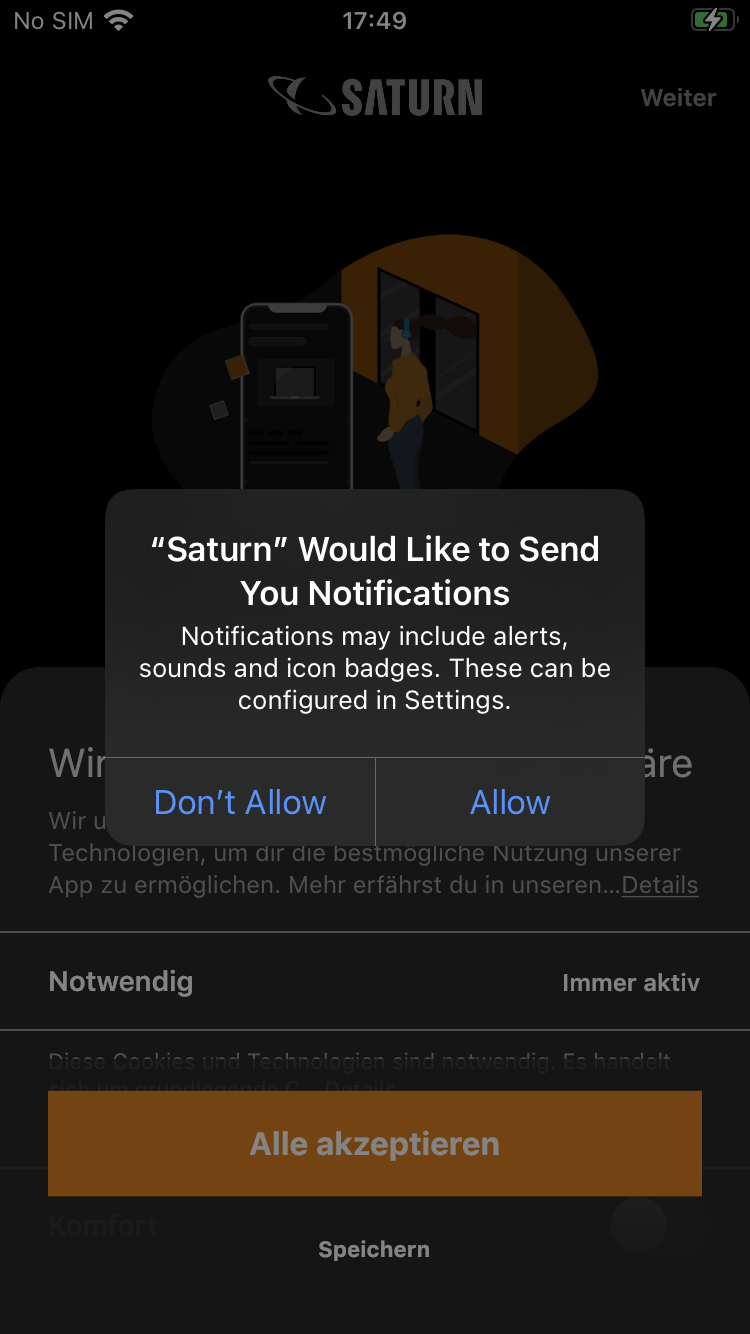 No SIM 17:49
SATURN
Weiter
“Saturn” Would Like to Send
You Notifications
Notifications may include alerts,
sounds and icon badges. These can be
configured in Settings.
Don’t Allow
Allow
Wir äre
Wir u
Technologien, um dir die bestmögliche Nutzung unserer
App zu ermöglichen. Mehr erfährst du in unseren...Details
Notwendig
Immer aktiv
Diese Cookies und Technologien sind notwendig. Es handelt
sich um grundlegende C... Details
Alle akzeptieren
Komfort
Speichern